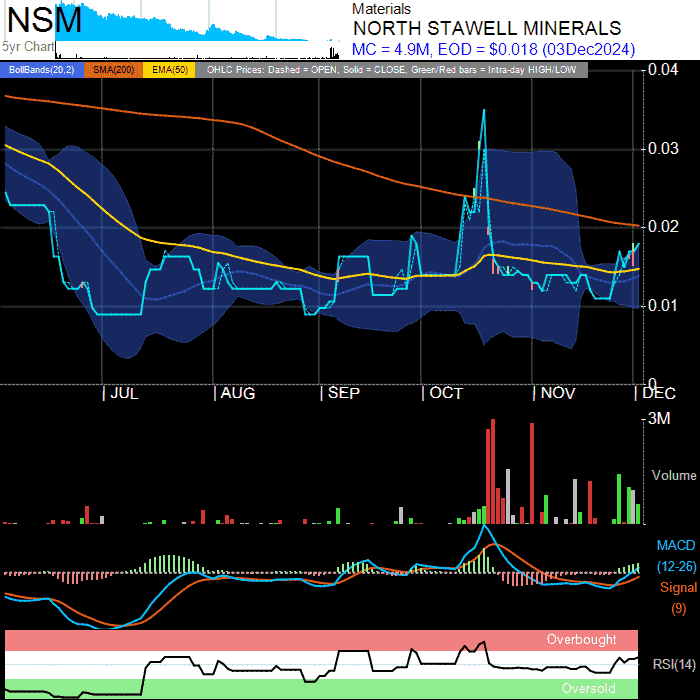 NSM
5yr Chart
Materials
NORTH STAWELL MINERALS
MC = 4.9M, EOD = $0.018 (03Dec2024)
BollBands(20,2) SMA(200) EMA(50) OHLC Prices: Dashed = OPEN, Solid = CLOSE, Green/Red bars = Intra-day HIGH/LOW
0.04
0.03
0.02
0.01
0
JUL AUG SEP OCT NOV DEC
3M
Volume
MACD
(12-26)
Signal
(9)
Overbought
RSI(14)
Oversold